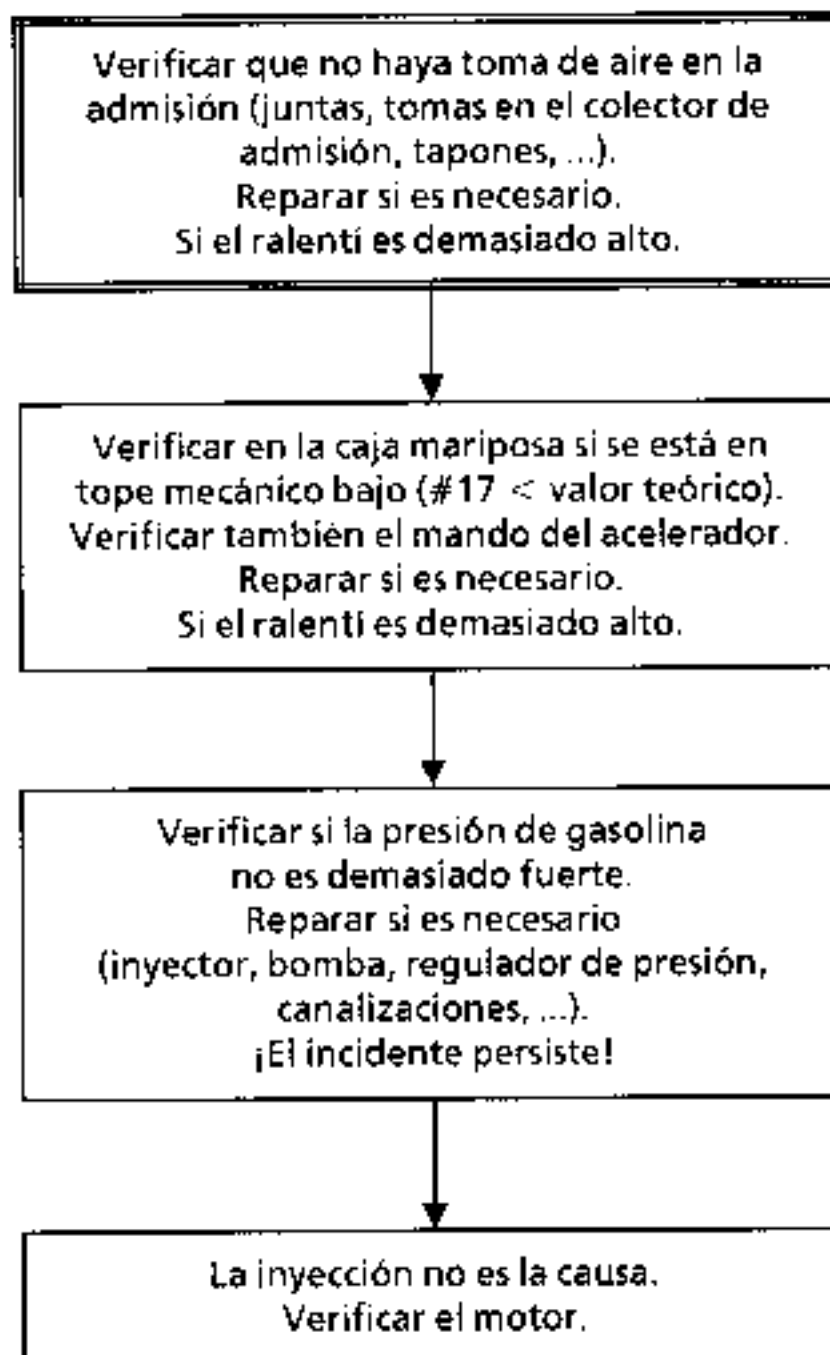 Verificar que no haya toma de aire en la
admisión (juntas, tomas en el colector de
admisión, tapones, ...).
Reparar si es necesario.
Si el ralentí es demasiado alto.
Verificar en la caja mariposa si se está en
tope mecánico bajo (#17 < valor teórico).
Verificar también el mando del acelerador.
Reparar si es necesario.
Si el ralentí es demasiado alto.
Verificar si la presión de gasolina
no es demasiado fuerte.
Reparar si es necesario
(inyector, bomba, regulador de presión,
canalizaciones, ...).
¡El incidente persiste!
La inyección no es la causa.
Verificar el motor.